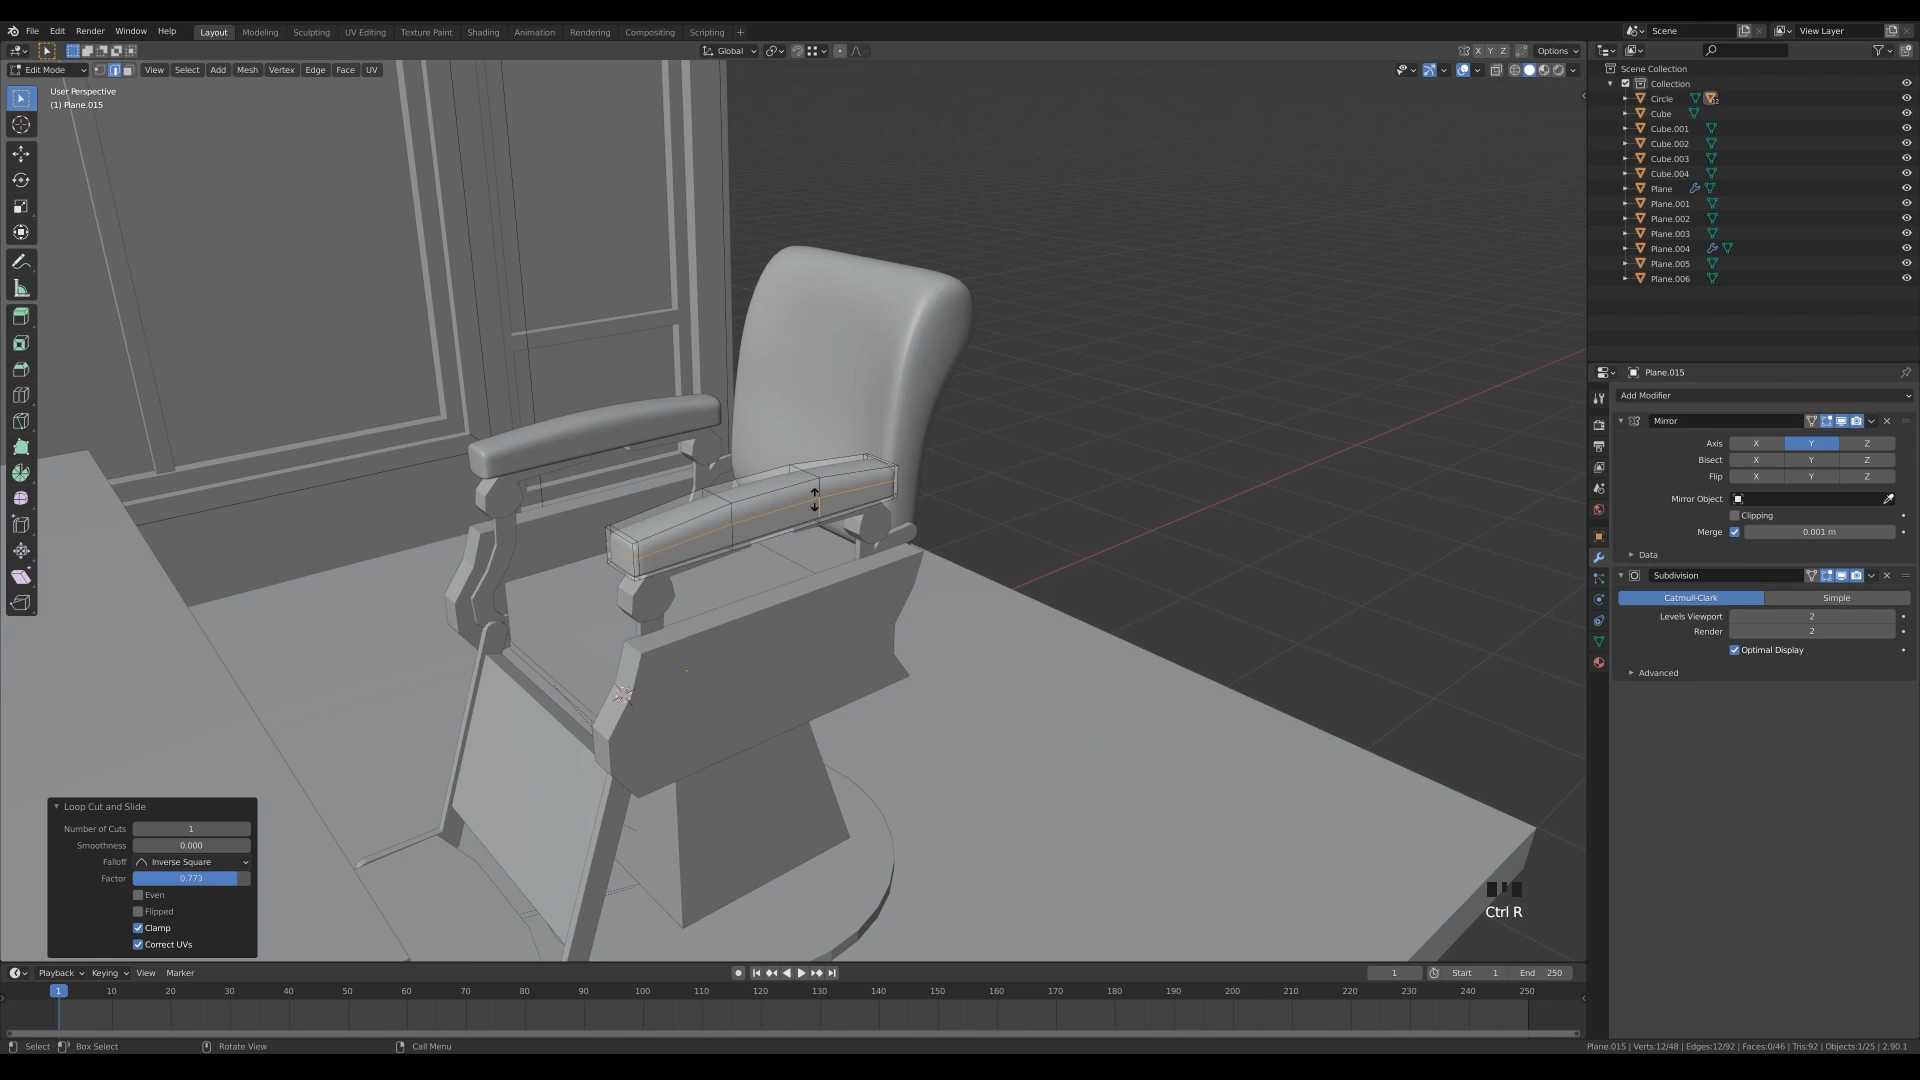 File Edit Render Window Help Layout Modeling Sculpting UV Editing Texture Paint Shading Animation Rendering Compositing Scripting +
Scene View Layer
Global Options
X Y Z
Edit Mode View Select Add Mesh Vertex Edge Face UV
User Perspective
(1) Plane.015
Scene Collection
Collection
Circle
Cube
Cube.001
Cube.002
Cube.003
Cube.004
Plane
Plane.001
Plane.002
Plane.003
Plane.004
Plane.005
Plane.006
Plane.015
Add Modifier
Mirror
Axis X Y Z
Bisect X Y Z
Flip X Y Z
Mirror Object
Clipping
Merge 0.001 m
Data
Subdivision
Catmull-Clark Simple
Levels Viewport 2
Render 2
Optimal Display
Advanced
Loop Cut and Slide
Number of Cuts 1
Smoothness 0.000
Falloff Inverse Square
Factor 0.773
Even
Flipped
Clamp
Correct UVs
Ctrl R
Playback Keying View Marker 1 Start 1 End 250
1 10 20 30 40 50 60 70 80 90 100 110 120 130 140 150 160 170 180 190 200 210 220 230 240 250
Select Box Select Rotate View Call Menu
Plane.015 | Verts:12/48 | Edges:12/92 | Faces:0/46 | Tris:92 | Objects:1/25 | 2.90.1